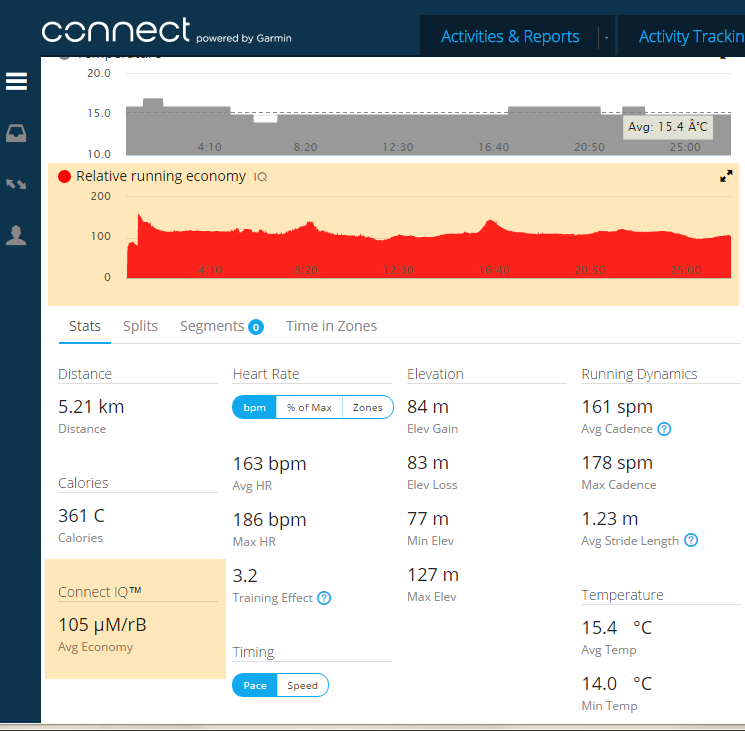 connect powered by Garmin
Activities & Reports
Activity Trackin
Temperature
20.0
15.0
10.0
Avg: 15.4 Â°C
4:10 8:20 12:30 16:40 20:50 25:00
Relative running economy IQ
200
100
0
4:10 8:20 12:30 16:40 20:50 25:00
Stats Splits Segments 0 Time in Zones
Distance
5.21 km
Distance
Calories
361 C
Calories
Connect IQ™
105 µM/rB
Avg Economy
Heart Rate
bpm % of Max Zones
163 bpm
Avg HR
186 bpm
Max HR
3.2
Training Effect ?
Timing
Pace Speed
Elevation
84 m
Elev Gain
83 m
Elev Loss
77 m
Min Elev
127 m
Max Elev
Running Dynamics
161 spm
Avg Cadence ?
178 spm
Max Cadence
1.23 m
Avg Stride Length ?
Temperature
15.4 °C
Avg Temp
14.0 °C
Min Temp